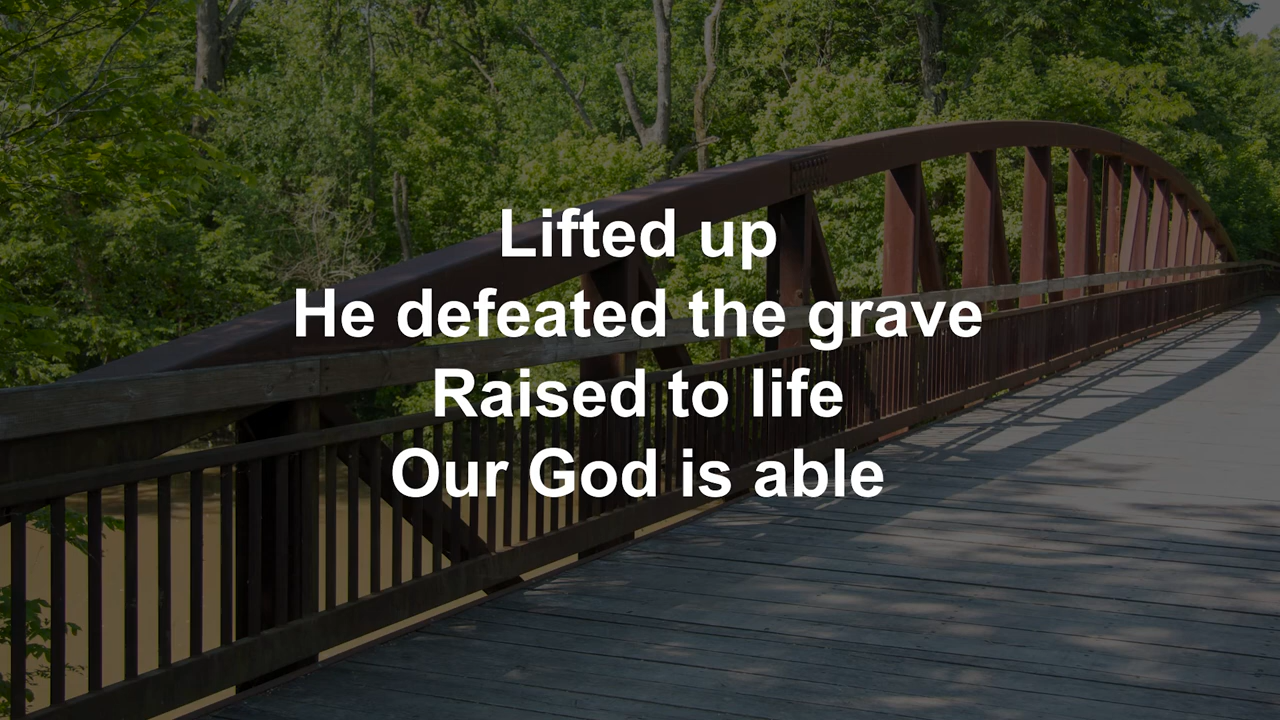 Lifted up
He defeated the grave
Raised to life
Our God is able